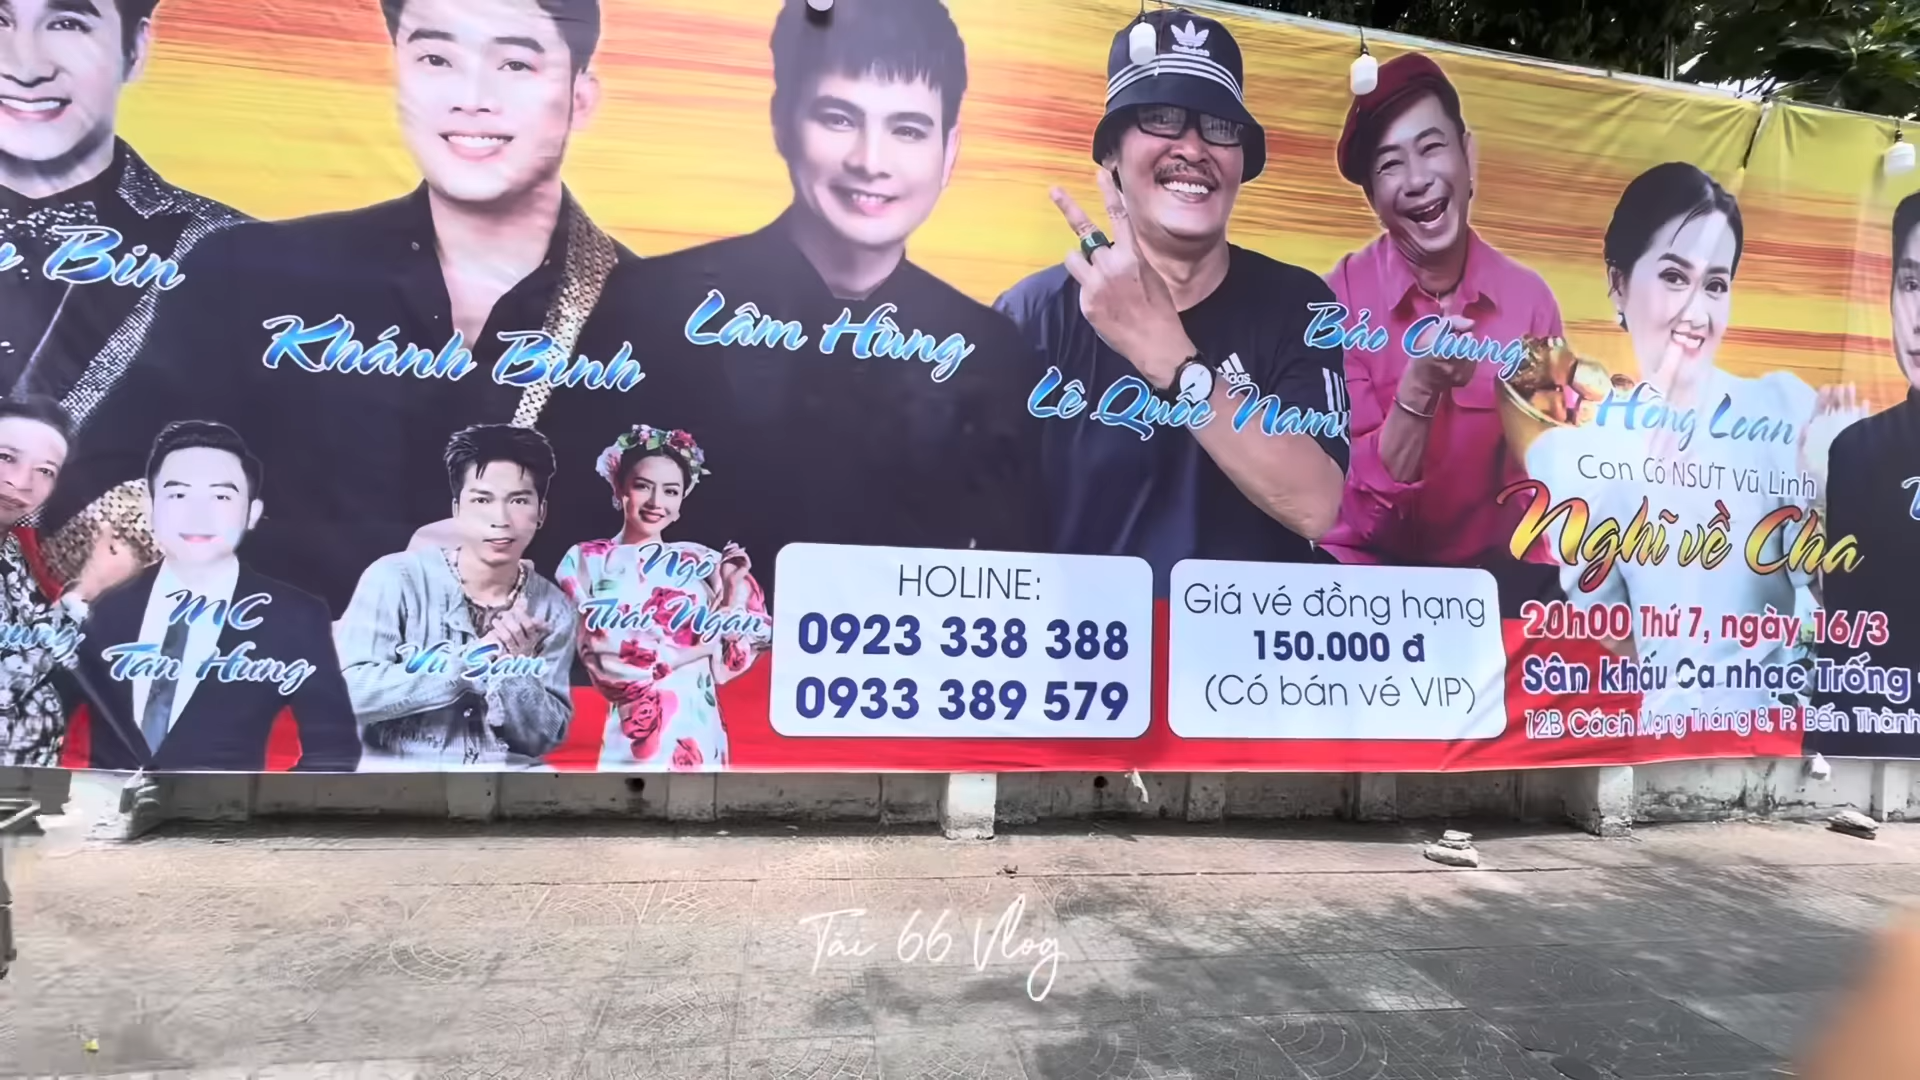 adidas
Bin
Khánh Bình
Lâm Hùng
adidas
Lê Quốc Nam
Bảo Chung
Hồng Loan
Con Cố NSƯT Vũ Linh
Nghĩ về Cha
MC
Tấn Hưng
Vũ Sam
Ngô
Thái Ngân
HOLINE:
0923 338 388
0933 389 579
Giá vé đồng hạng
150.000 đ
(Có bán vé VIP)
20h00 Thứ 7, ngày 16/3
Sân khấu Ca nhạc Trống
12B Cách Mạng Tháng 8, P. Bến Thành
Tài 66 Vlog